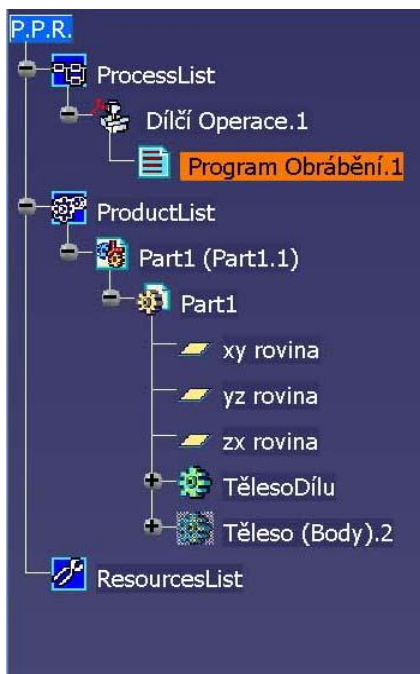 P.P.R.
ProcessList
Dílčí Operace.1
Program Obrábění.1
ProductList
Part1 (Part1.1)
Part1
xy rovina
yz rovina
zx rovina
TělesoDílu
Těleso (Body).2
ResourcesList